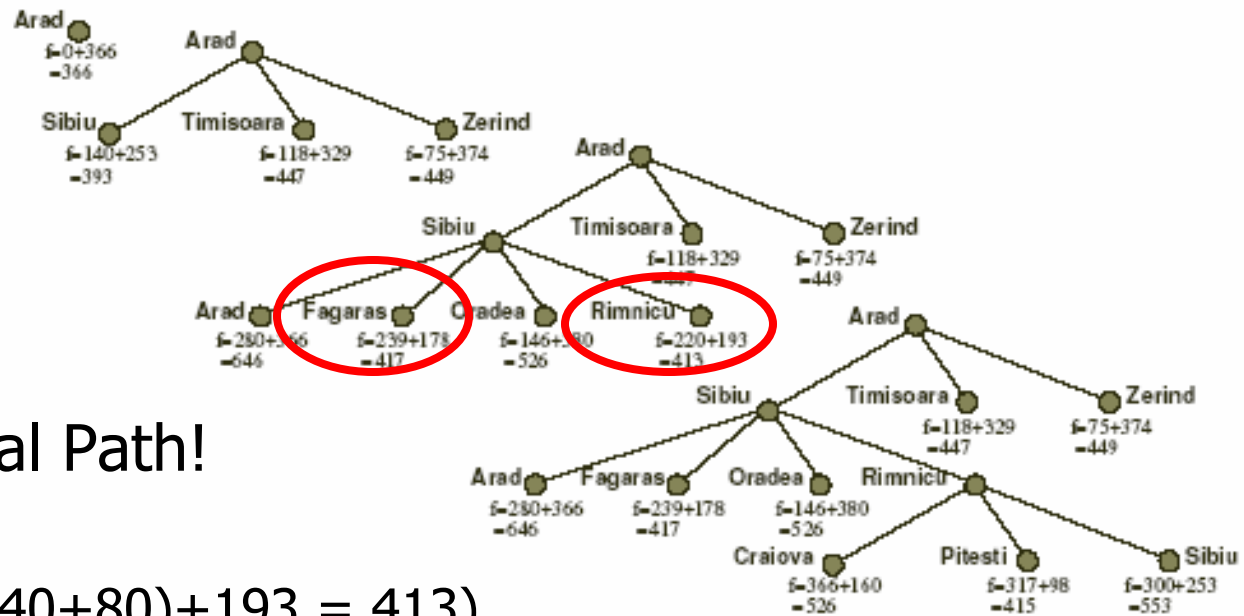 Arad
f=0+366
=366
Arad
Sibiu Timisoara Zerind
f=140+253 f=118+329 f=75+374
=393 =447 =449
Arad
Sibiu Timisoara Zerind
f=118+329 f=75+374
=447 =449
Arad Fagaras Oradea Rimnicu
f=280+366 f=239+178 f=146+380 f=220+193
=646 =417 =526 =413
Arad
Sibiu Timisoara Zerind
f=118+329 f=75+374
=447 =449
al Path!
Arad Fagaras Oradea Rimnicu
f=280+366 f=239+178 f=146+380
=646 =417 =526
Craiova Pitesti Sibiu
f=366+160 f=317+98 f=300+253
=526 =415 =553
40+80)+193 = 413)